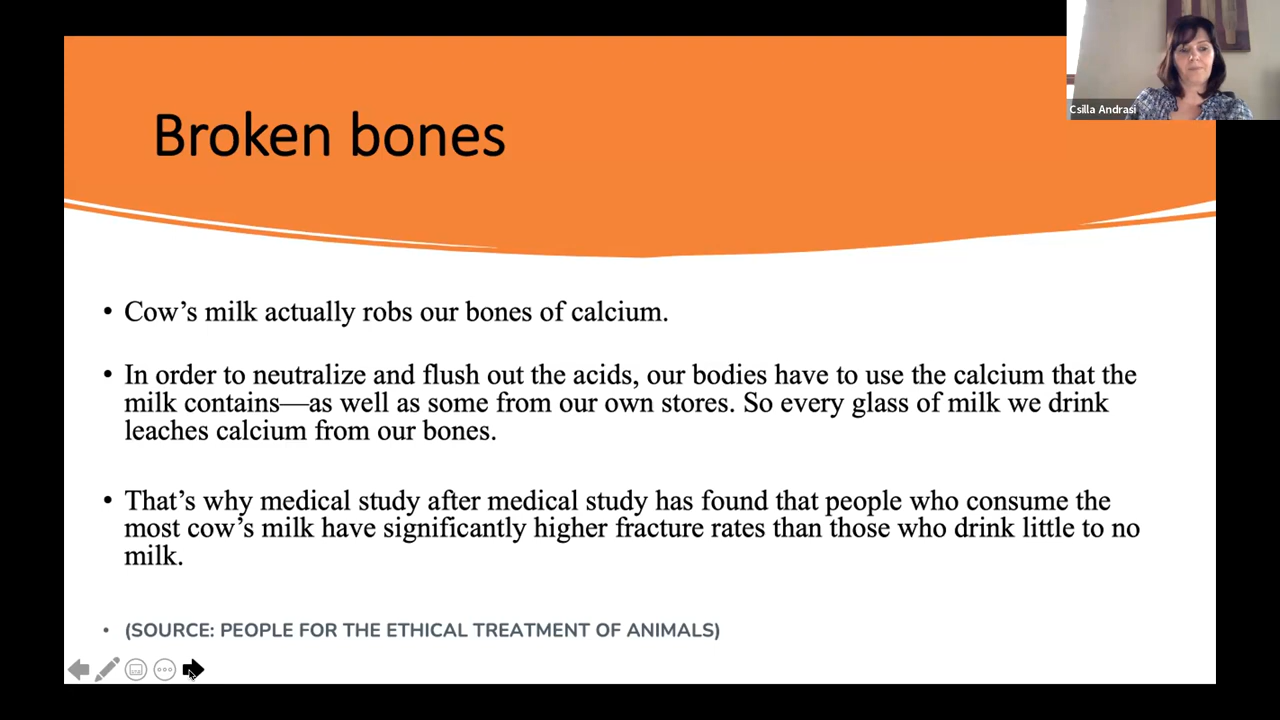 Csilla Andrasi
Broken bones
• Cow’s milk actually robs our bones of calcium.
• In order to neutralize and flush out the acids, our bodies have to use the calcium that the
milk contains—as well as some from our own stores. So every glass of milk we drink
leaches calcium from our bones.
• That’s why medical study after medical study has found that people who consume the
most cow’s milk have significantly higher fracture rates than those who drink little to no
milk.
• (SOURCE: PEOPLE FOR THE ETHICAL TREATMENT OF ANIMALS)